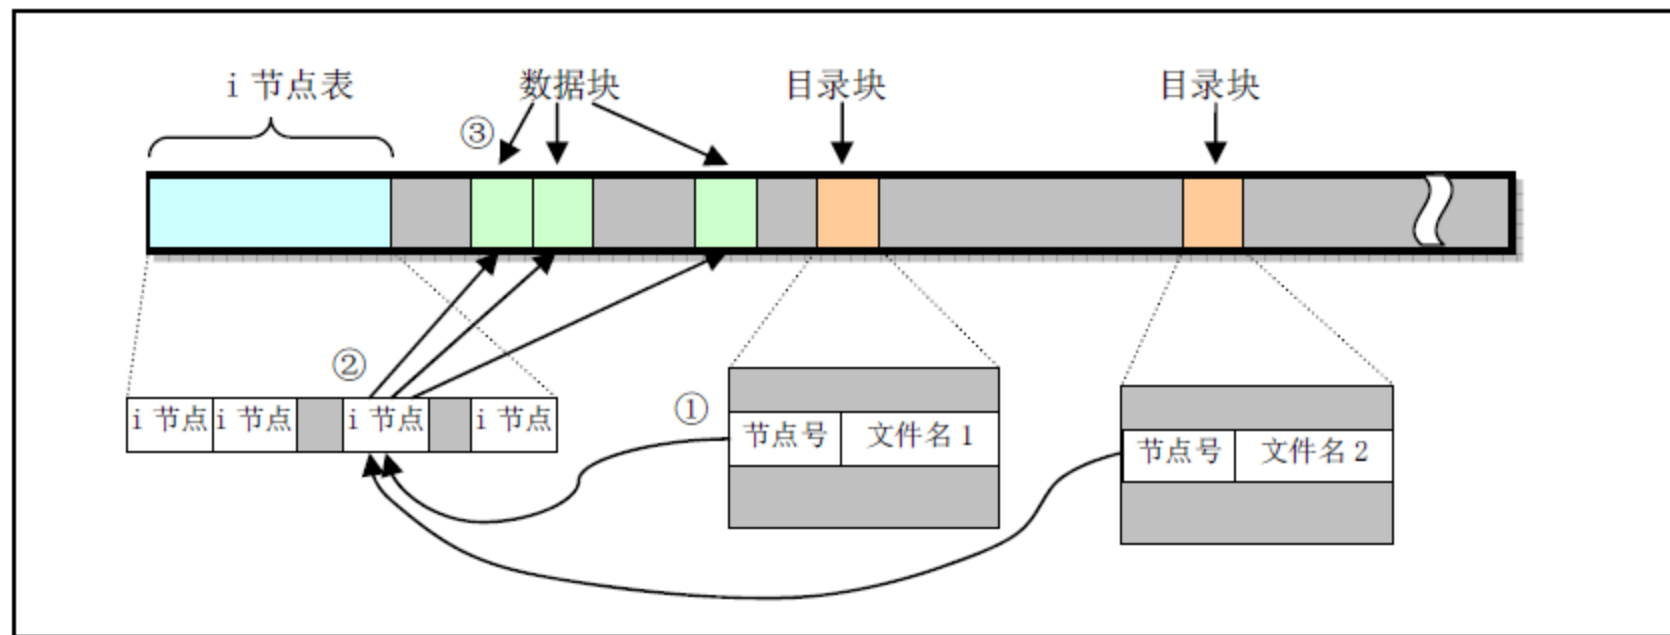 i 节点表
数据块
目录块
目录块
③
②
i 节点
i 节点
i 节点
i 节点
①
节点号
文件名 1
节点号
文件名 2